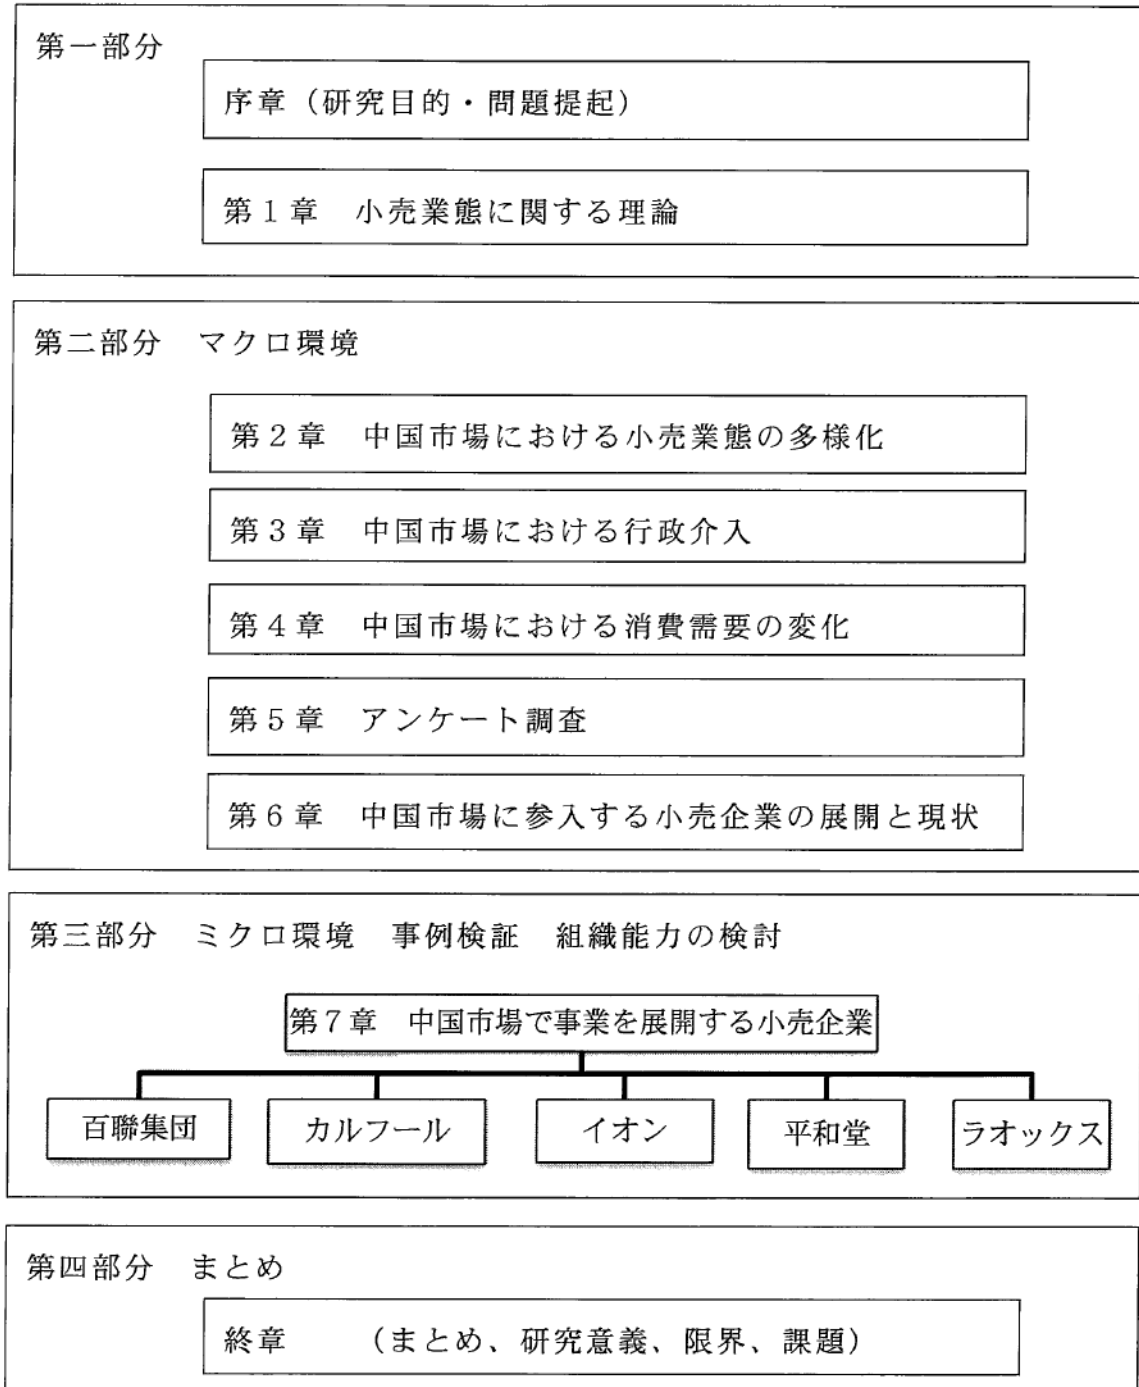 第一部分
序章（研究目的・問題提起）
第１章　小売業態に関する理論
第二部分　マクロ環境
第２章　中国市場における小売業態の多様化
第３章　中国市場における行政介入
第４章　中国市場における消費需要の変化
第５章　アンケート調査
第６章　中国市場に参入する小売企業の展開と現状
第三部分　ミクロ環境　事例検証　組織能力の検討
第７章　中国市場で事業を展開する小売企業
百聯集団　カルフール　イオン　平和堂　ラオックス
第四部分　まとめ
終章　　（まとめ、研究意義、限界、課題）